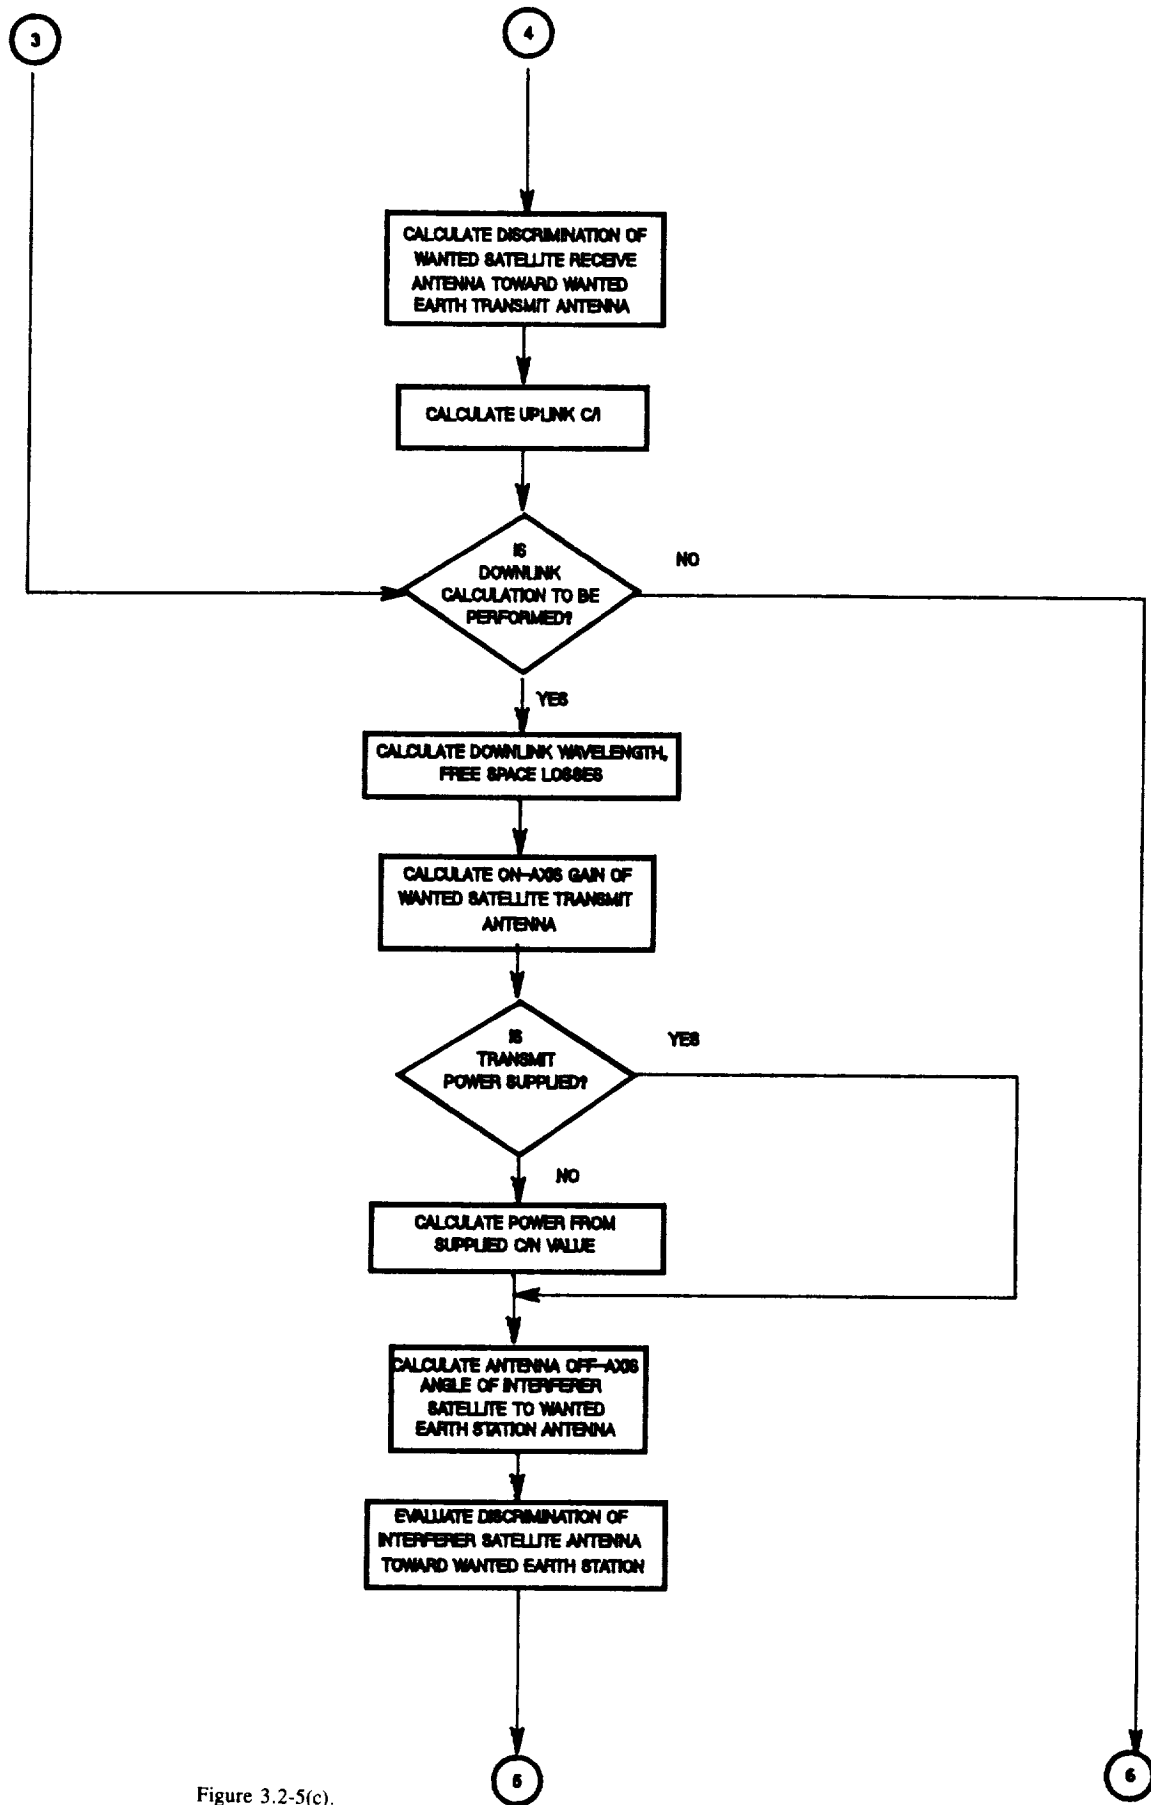 3
4
CALCULATE DISCRIMINATION OF
WANTED SATELLITE RECEIVE
ANTENNA TOWARD WANTED
EARTH TRANSMIT ANTENNA
CALCULATE UPLINK C/I
IS
DOWNLINK
CALCULATION TO BE
PERFORMED?
NO
YES
CALCULATE DOWNLINK WAVELENGTH,
FREE SPACE LOSSES
CALCULATE ON-AXIS GAIN OF
WANTED SATELLITE TRANSMIT
ANTENNA
IS
TRANSMIT
POWER SUPPLIED?
YES
NO
CALCULATE POWER FROM
SUPPLIED C/N VALUE
CALCULATE ANTENNA OFF-AXIS
ANGLE OF INTERFERER
SATELLITE TO WANTED
EARTH STATION ANTENNA
EVALUATE DISCRIMINATION OF
INTERFERER SATELLITE ANTENNA
TOWARD WANTED EARTH STATION
5
6
Figure 3.2-5(c).